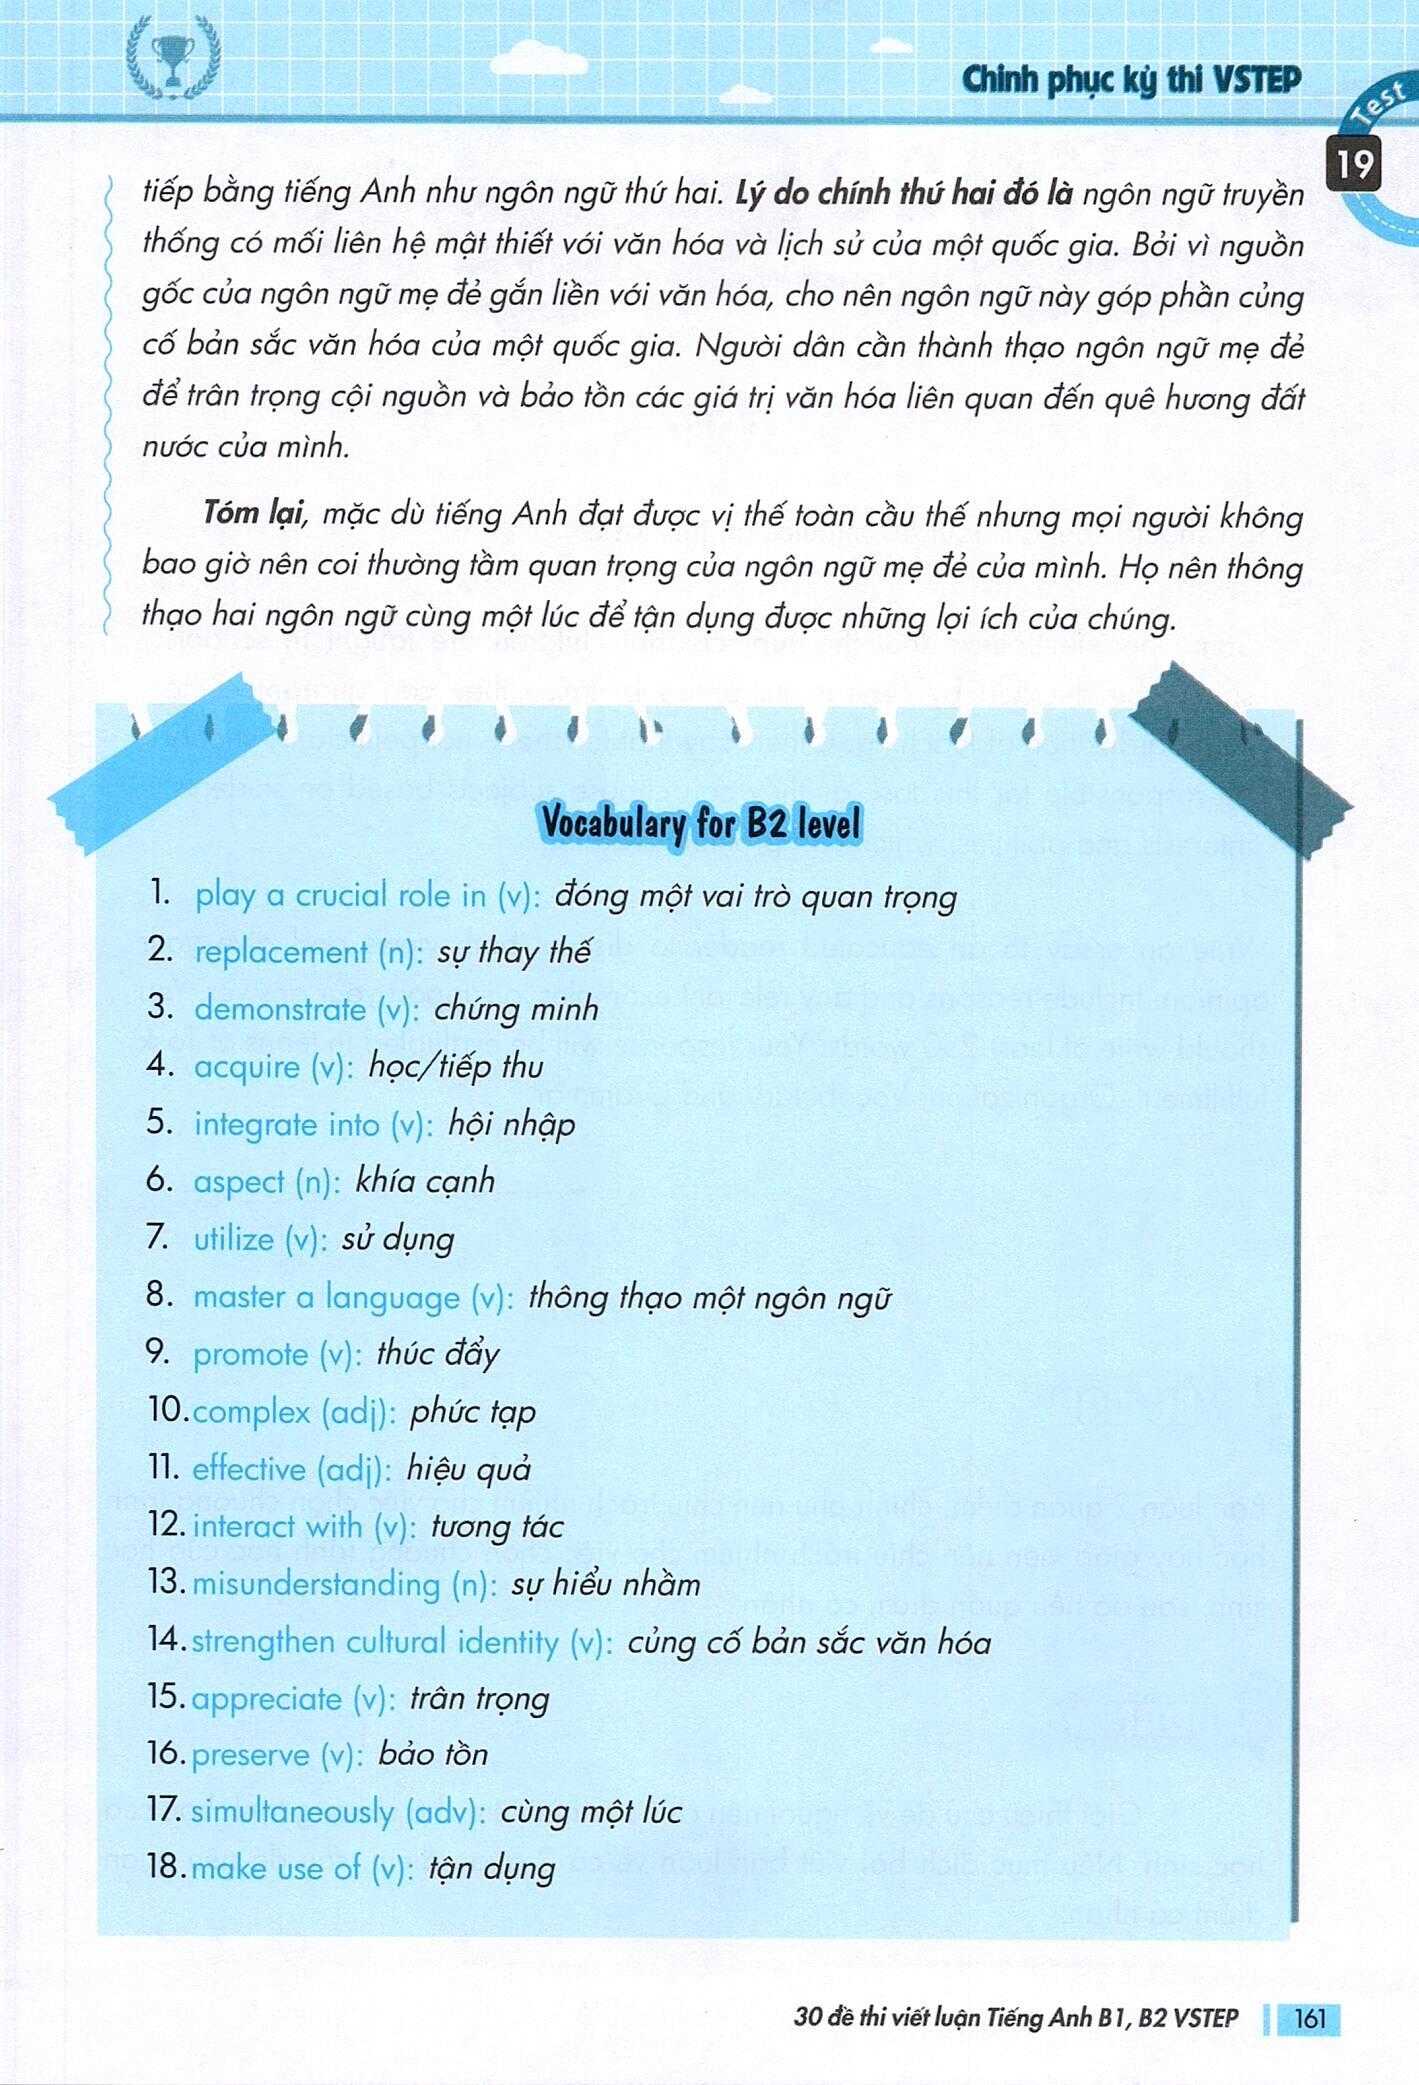 Chinh phục kỳ thi VSTEP
Test
19
tiếp bằng tiếng Anh như ngôn ngữ thứ hai. Lý do chính thứ hai đó là ngôn ngữ truyền
thống có mối liên hệ mật thiết với văn hóa và lịch sử của một quốc gia. Bởi vì nguồn
gốc của ngôn ngữ mẹ đẻ gắn liền với văn hóa, cho nên ngôn ngữ này góp phần củng
cố bản sắc văn hóa của một quốc gia. Người dân cần thành thạo ngôn ngữ mẹ đẻ
để trân trọng cội nguồn và bảo tồn các giá trị văn hóa liên quan đến quê hương đất
nước của mình.
Tóm lại, mặc dù tiếng Anh đạt được vị thế toàn cầu thế nhưng mọi người không
bao giờ nên coi thường tầm quan trọng của ngôn ngữ mẹ đẻ của mình. Họ nên thông
thạo hai ngôn ngữ cùng một lúc để tận dụng được những lợi ích của chúng.
Vocabulary for B2 level
1. play a crucial role in (v): đóng một vai trò quan trọng
2. replacement (n): sự thay thế
3. demonstrate (v): chứng minh
4. acquire (v): học/tiếp thu
5. integrate into (v): hội nhập
6. aspect (n): khía cạnh
7. utilize (v): sử dụng
8. master a language (v): thông thạo một ngôn ngữ
9. promote (v): thúc đẩy
10. complex (adj): phức tạp
11. effective (adj): hiệu quả
12. interact with (v): tương tác
13. misunderstanding (n): sự hiểu nhầm
14. strengthen cultural identity (v): củng cố bản sắc văn hóa
15. appreciate (v): trân trọng
16. preserve (v): bảo tồn
17. simultaneously (adv): cùng một lúc
18. make use of (v): tận dụng
30 đề thi viết luận Tiếng Anh B1, B2 VSTEP
161